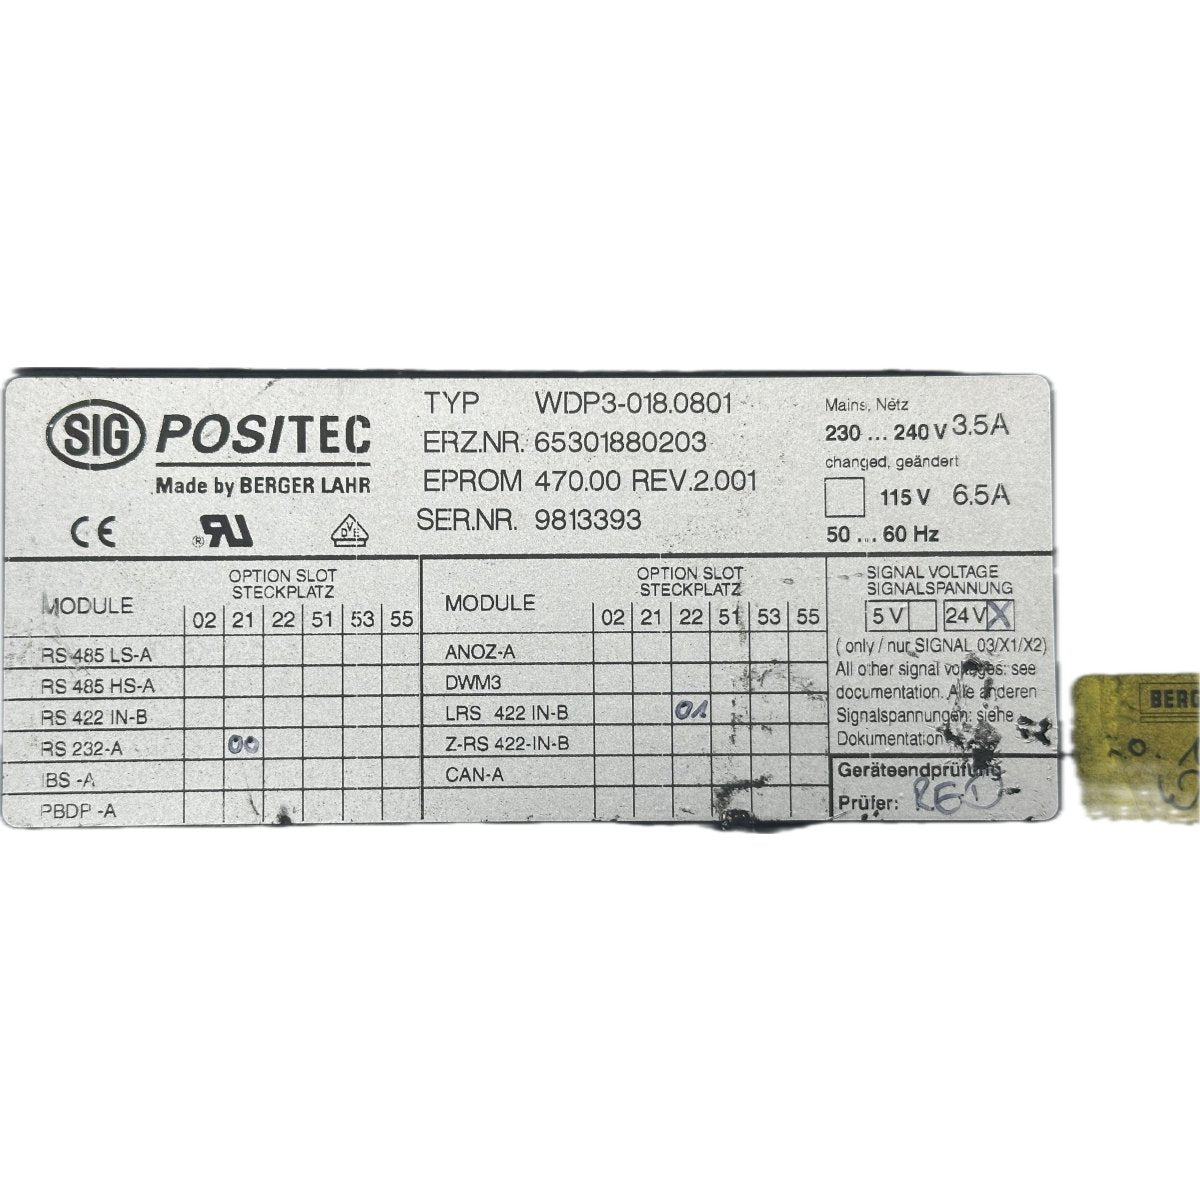 SIG POSITEC
Made by BERGER LAHR
CE ® RU VDE
TYP WDP3-018.0801
ERZ.NR. 65301880203
EPROM 470.00 REV.2.001
SER.NR. 9813393
Mains, Netz
230 ... 240 V 3.5A
changed, geändert
115 V 6.5A
50 ... 60 Hz
MODULE OPTION SLOT
STECKPLATZ
02 21 22 51 53 55
RS 485 LS-A
RS 485 HS-A
RS 422 IN-B
RS 232-A 00
IBS -A
PBDP -A
MODULE OPTION SLOT
STECKPLATZ
02 21 22 51 53 55
ANOZ-A
DWM3
LRS 422 IN-B 01
Z-RS 422-IN-B
CAN-A
SIGNAL VOLTAGE
SIGNALSPANNUNG
5 V 24 V X
( only / nur SIGNAL 03/X1/X2)
All other signal voltages: see
documentation. Alle anderen
Signalspannungen: siehe
Dokumentation
Geräteendprüfung
Prüfer: RED
BERG